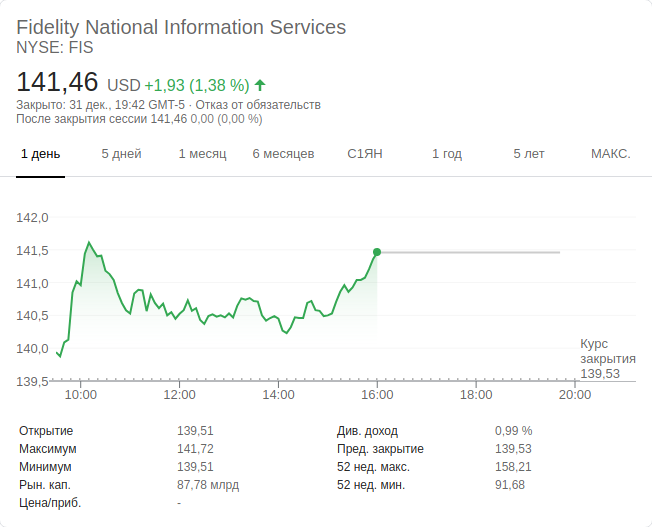 Fidelity National Information Services
NYSE: FIS
141,46 USD +1,93 (1,38 %)
Закрыто: 31 дек., 19:42 GMT-5 · Отказ от обязательств
После закрытия сессии 141,46 0,00 (0,00 %)
1 день 5 дней 1 месяц 6 месяцев С1ЯН 1 год 5 лет МАКС.
142,0
141,5
141,0
140,5
140,0
139,5
Курс
закрытия
139,53
10:00 12:00 14:00 16:00 18:00 20:00
Открытие 139,51 Див. доход 0,99 %
Максимум 141,72 Пред. закрытие 139,53
Минимум 139,51 52 нед. макс. 158,21
Рын. кап. 87,78 млрд 52 нед. мин. 91,68
Цена/приб. -